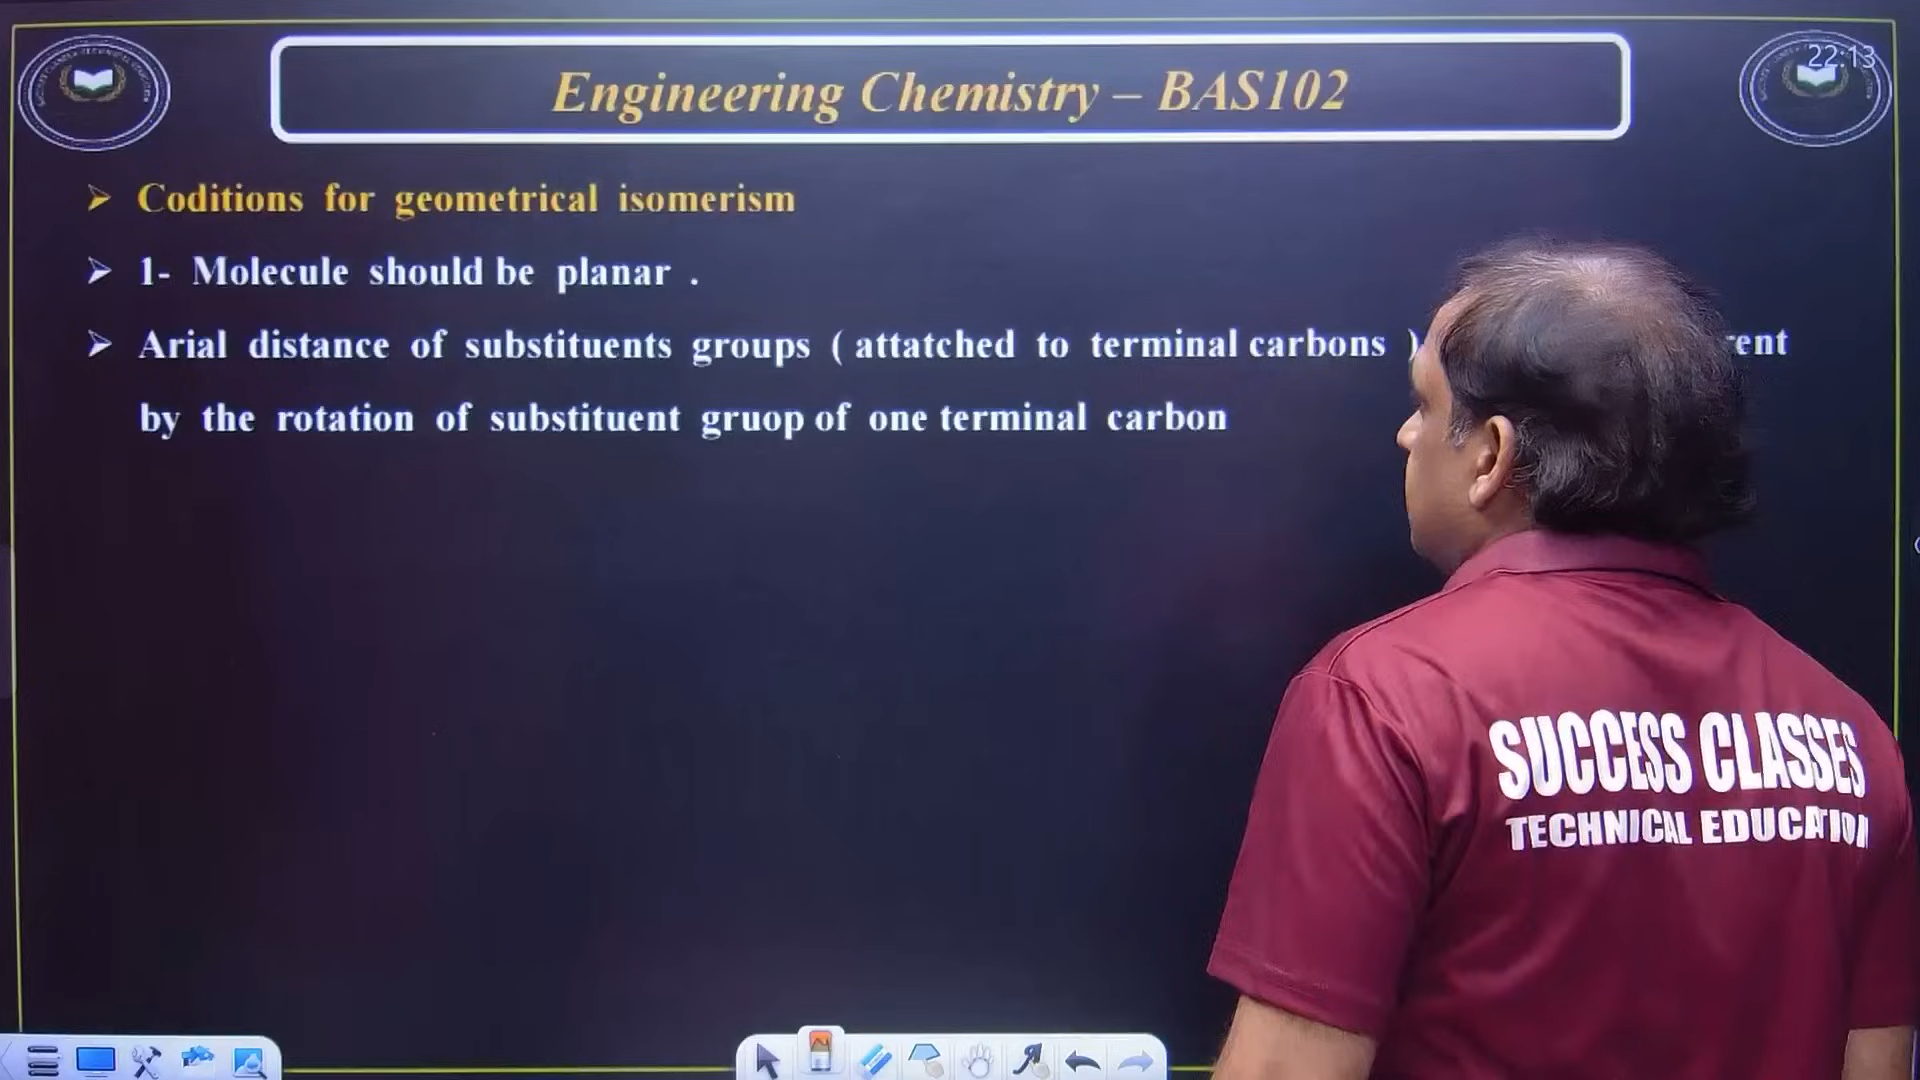 22:13
Engineering Chemistry – BAS102
Coditions for geometrical isomerism
1- Molecule should be planar .
Arial distance of substituents groups ( attatched to terminal carbons )
by the rotation of substituent gruop of one terminal carbon
SUCCESS CLASSES
TECHNICAL EDUCATION